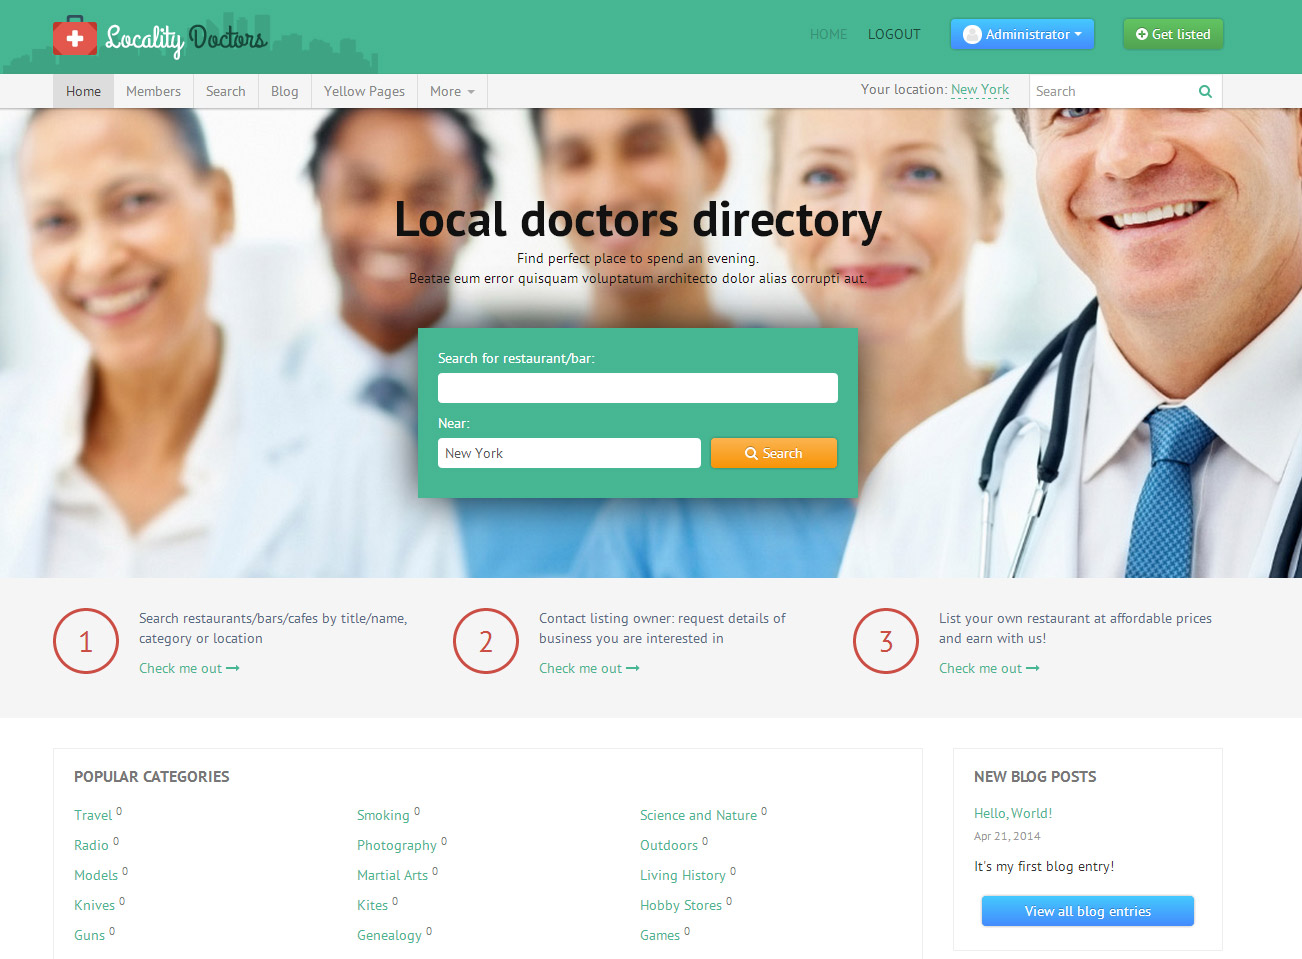 Locality Doctors
HOME
LOGOUT
Administrator
Get listed
Home
Members
Search
Blog
Yellow Pages
More
Your location: New York
Search
Local doctors directory
Find perfect place to spend an evening.
Beatae eum error quisquam voluptatum architecto dolor alias corrupti aut.
Search for restaurant/bar:
Near:
New York
Search
1
Search restaurants/bars/cafes by title/name,
category or location
Check me out
2
Contact listing owner: request details of
business you are interested in
Check me out
3
List your own restaurant at affordable prices
and earn with us!
Check me out
POPULAR CATEGORIES
Travel 0
Smoking 0
Science and Nature 0
Radio 0
Photography 0
Outdoors 0
Models 0
Martial Arts 0
Living History 0
Knives 0
Kites 0
Hobby Stores 0
Guns 0
Genealogy 0
Games 0
NEW BLOG POSTS
Hello, World!
Apr 21, 2014
It's my first blog entry!
View all blog entries